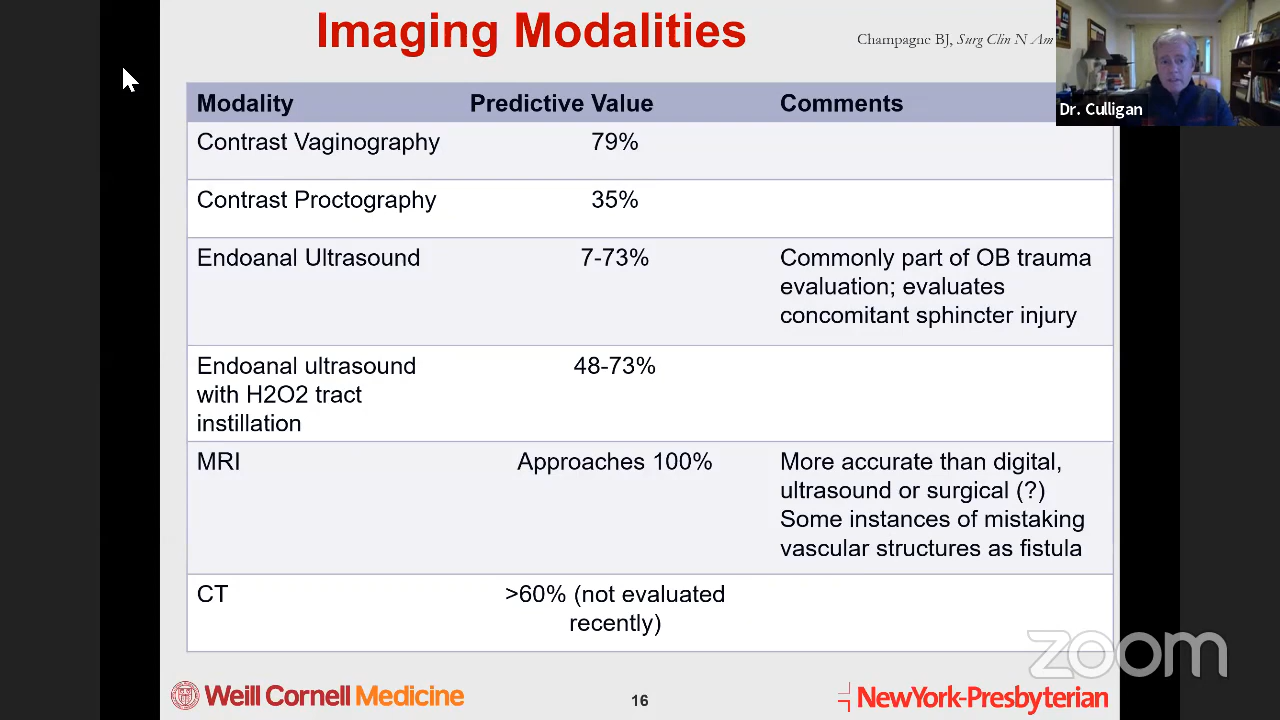 Imaging Modalities
Champagne BJ, Surg Clin N Am
Dr. Culligan
Modality Predictive Value Comments
Contrast Vaginography 79%
Contrast Proctography 35%
Endoanal Ultrasound 7-73% Commonly part of OB trauma
evaluation; evaluates
concomitant sphincter injury
Endoanal ultrasound 48-73%
with H2O2 tract
instillation
MRI Approaches 100% More accurate than digital,
ultrasound or surgical (?)
Some instances of mistaking
vascular structures as fistula
CT >60% (not evaluated
recently)
zoom
Weill Cornell Medicine 16 NewYork-Presbyterian